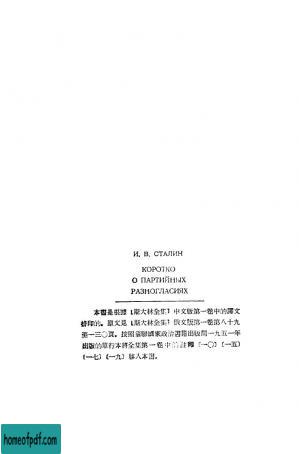 И. В. СТАЛИН
КОРОТКО
О ПАРТИЙНЫХ
РАЗНОГЛАСИЯХ
本書是根據「斯大林全集」中文版第一卷中的譯文
排印的。原文見「斯大林全集」俄文版第一卷第八十九
至一三〇頁。按照蘇聯國家政治書籍出版局一九五一年
出版的單行本將全集第一卷中的註釋（一〇）（一五）
（一七）（一九）移入本書。
homeofpdf.com